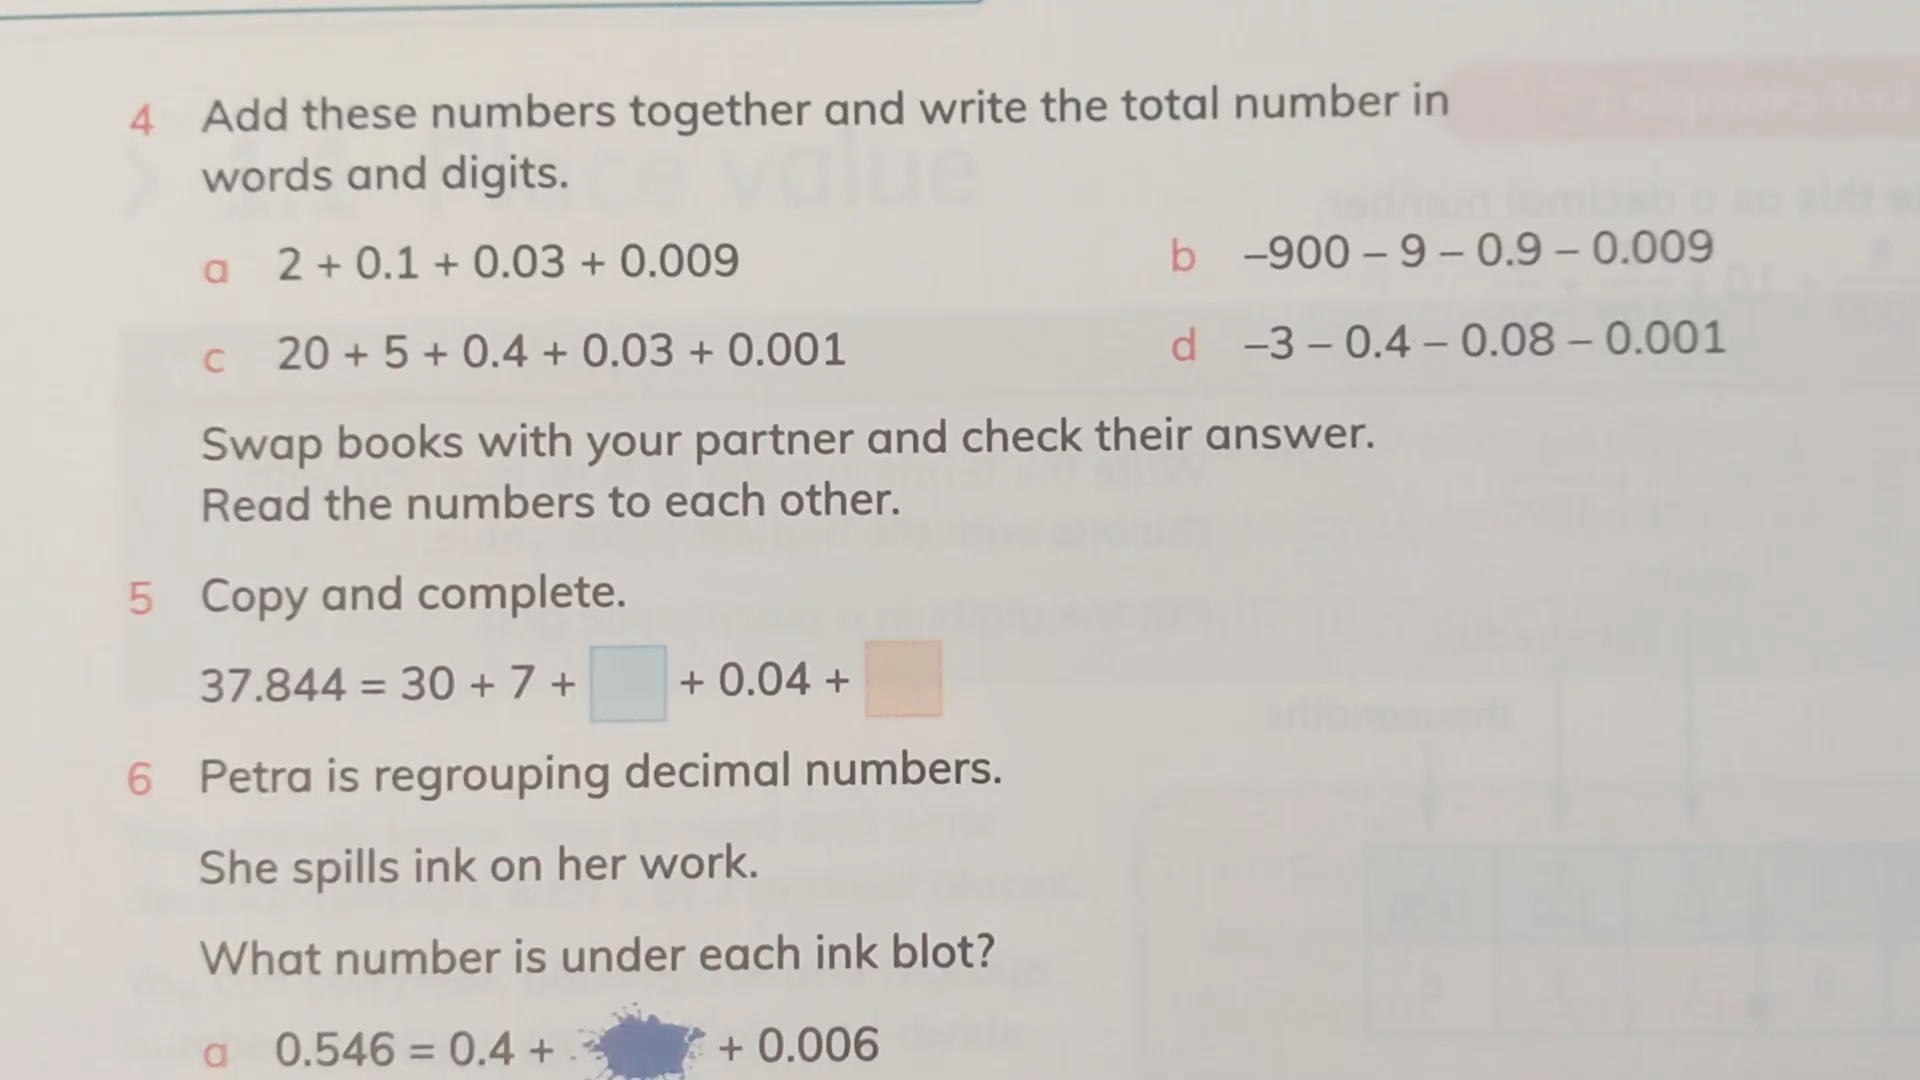 4 Add these numbers together and write the total number in
words and digits.
a 2 + 0.1 + 0.03 + 0.009
b –900 – 9 – 0.9 – 0.009
c 20 + 5 + 0.4 + 0.03 + 0.001
d –3 – 0.4 – 0.08 – 0.001
Swap books with your partner and check their answer.
Read the numbers to each other.
5 Copy and complete.
37.844 = 30 + 7 + + 0.04 +
6 Petra is regrouping decimal numbers.
She spills ink on her work.
What number is under each ink blot?
a 0.546 = 0.4 + + 0.006